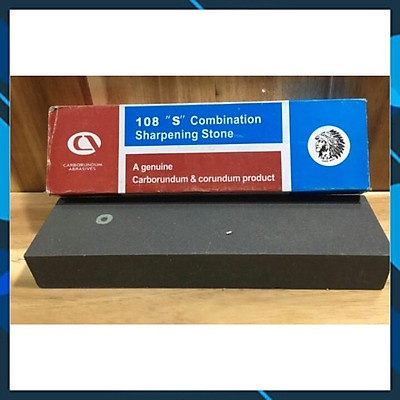 108 "S" Combination
Sharpening Stone
CARBORUNDUM
ABRASIVES
A genuine
Carborundum & corundum product